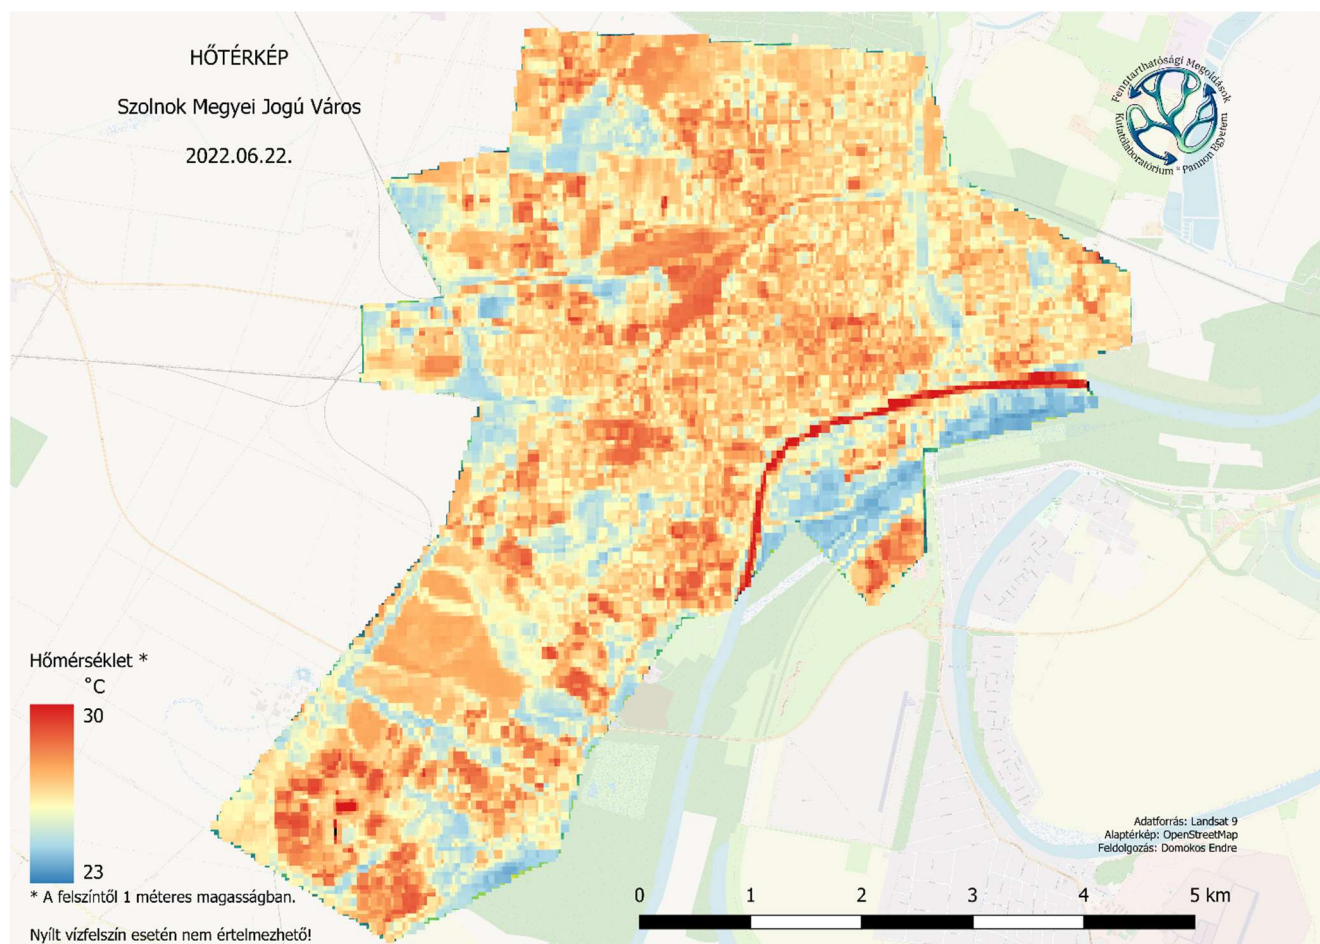 HŐTÉRKÉP
Szolnok Megyei Jogú Város
2022.06.22.
Fenntarthatósági Megoldások
Kutatólaboratórium * Pannon Egyetem
Hőmérséklet *
°C
30
23
* A felszíntől 1 méteres magasságban.
Nyílt vízfelszín esetén nem értelmezhető!
Adatforrás: Landsat 9
Alaptérkép: OpenStreetMap
Feldolgozás: Domokos Endre
0 1 2 3 4 5 km